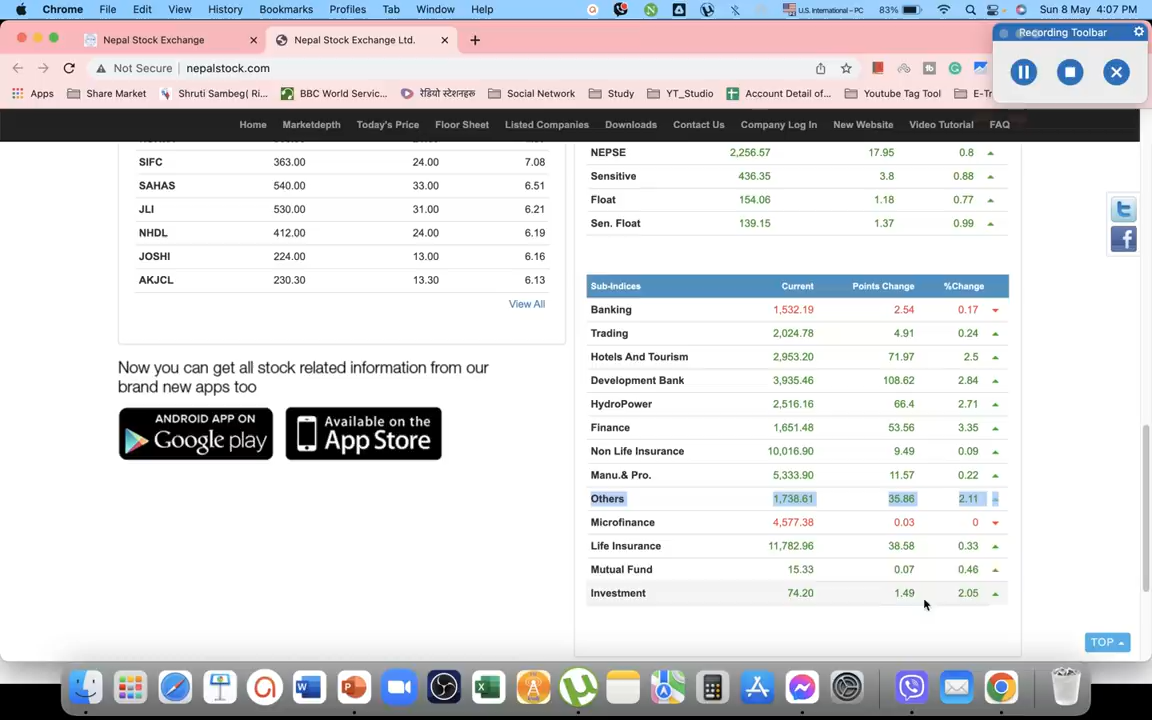 Chrome File Edit View History Bookmarks Profiles Tab Window Help U.S. International – PC 83% Sun 8 May 4:07 PM
Nepal Stock Exchange Nepal Stock Exchange Ltd. Recording Toolbar
Not Secure nepalstock.com
Apps Share Market Shruti Sambeg( Ri... BBC World Servic... रेडियो स्टेशनहरू Social Network Study YT_Studio Account Detail of... Youtube Tag Tool E-Tr
Home Marketdepth Today's Price Floor Sheet Listed Companies Downloads Contact Us Company Log In New Website Video Tutorial FAQ
SIFC 363.00 24.00 7.08
SAHAS 540.00 33.00 6.51
JLI 530.00 31.00 6.21
NHDL 412.00 24.00 6.19
JOSHI 224.00 13.00 6.16
AKJCL 230.30 13.30 6.13
View All
Now you can get all stock related information from our
brand new apps too
ANDROID APP ON
Google play
Available on the
App Store
NEPSE 2,256.57 17.95 0.8
Sensitive 436.35 3.8 0.88
Float 154.06 1.18 0.77
Sen. Float 139.15 1.37 0.99
Sub-Indices Current Points Change %Change
Banking 1,532.19 2.54 0.17
Trading 2,024.78 4.91 0.24
Hotels And Tourism 2,953.20 71.97 2.5
Development Bank 3,935.46 108.62 2.84
HydroPower 2,516.16 66.4 2.71
Finance 1,651.48 53.56 3.35
Non Life Insurance 10,016.90 9.49 0.09
Manu.& Pro. 5,333.90 11.57 0.22
Others 1,738.61 35.86 2.11
Microfinance 4,577.38 0.03 0
Life Insurance 11,782.96 38.58 0.33
Mutual Fund 15.33 0.07 0.46
Investment 74.20 1.49 2.05
TOP